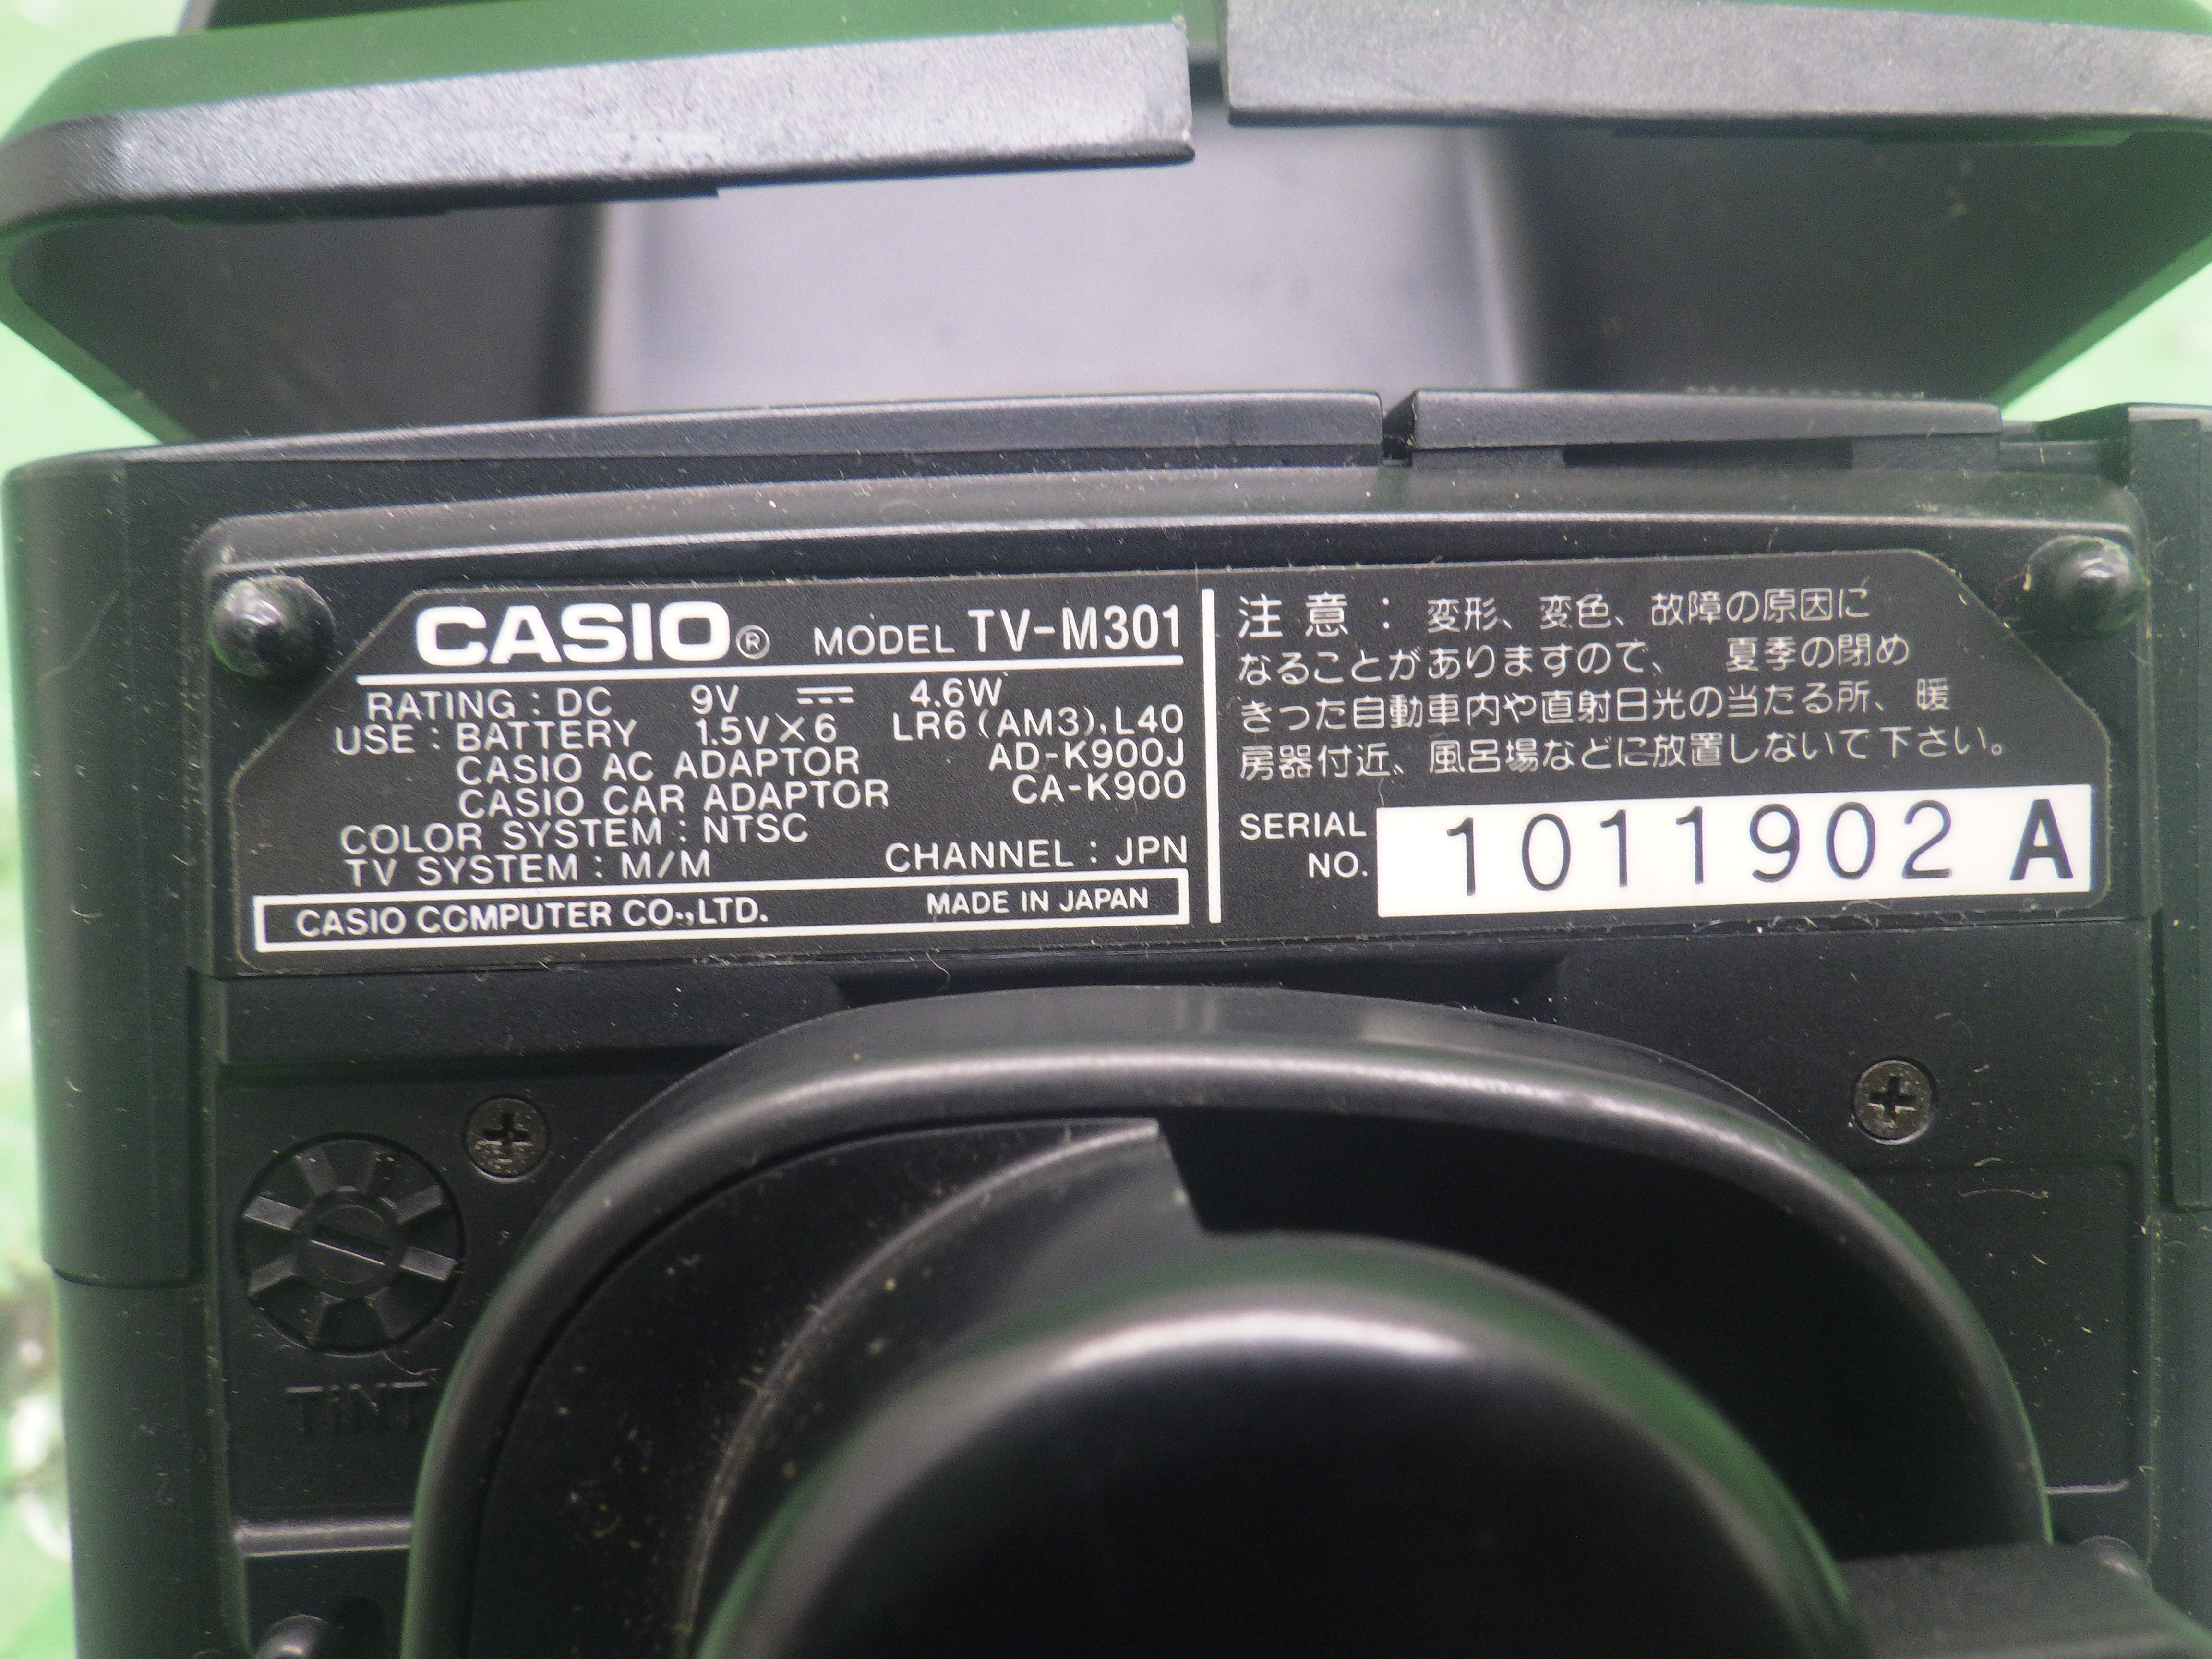 CASIO® MODEL TV-M301
RATING : DC 9V ⎓ 4.6W
USE : BATTERY 1.5V×6 LR6 (AM3), L40
CASIO AC ADAPTOR AD-K900J
CASIO CAR ADAPTOR CA-K900
COLOR SYSTEM : NTSC
TV SYSTEM : M/M CHANNEL : JPN
CASIO COMPUTER CO.,LTD. MADE IN JAPAN
注意： 変形、変色、故障の原因に
なることがありますので、 夏季の閉め
きった自動車内や直射日光の当たる所、暖
房器付近、風呂場などに放置しないて下さい。
SERIAL
NO. 1011902 A
TINT